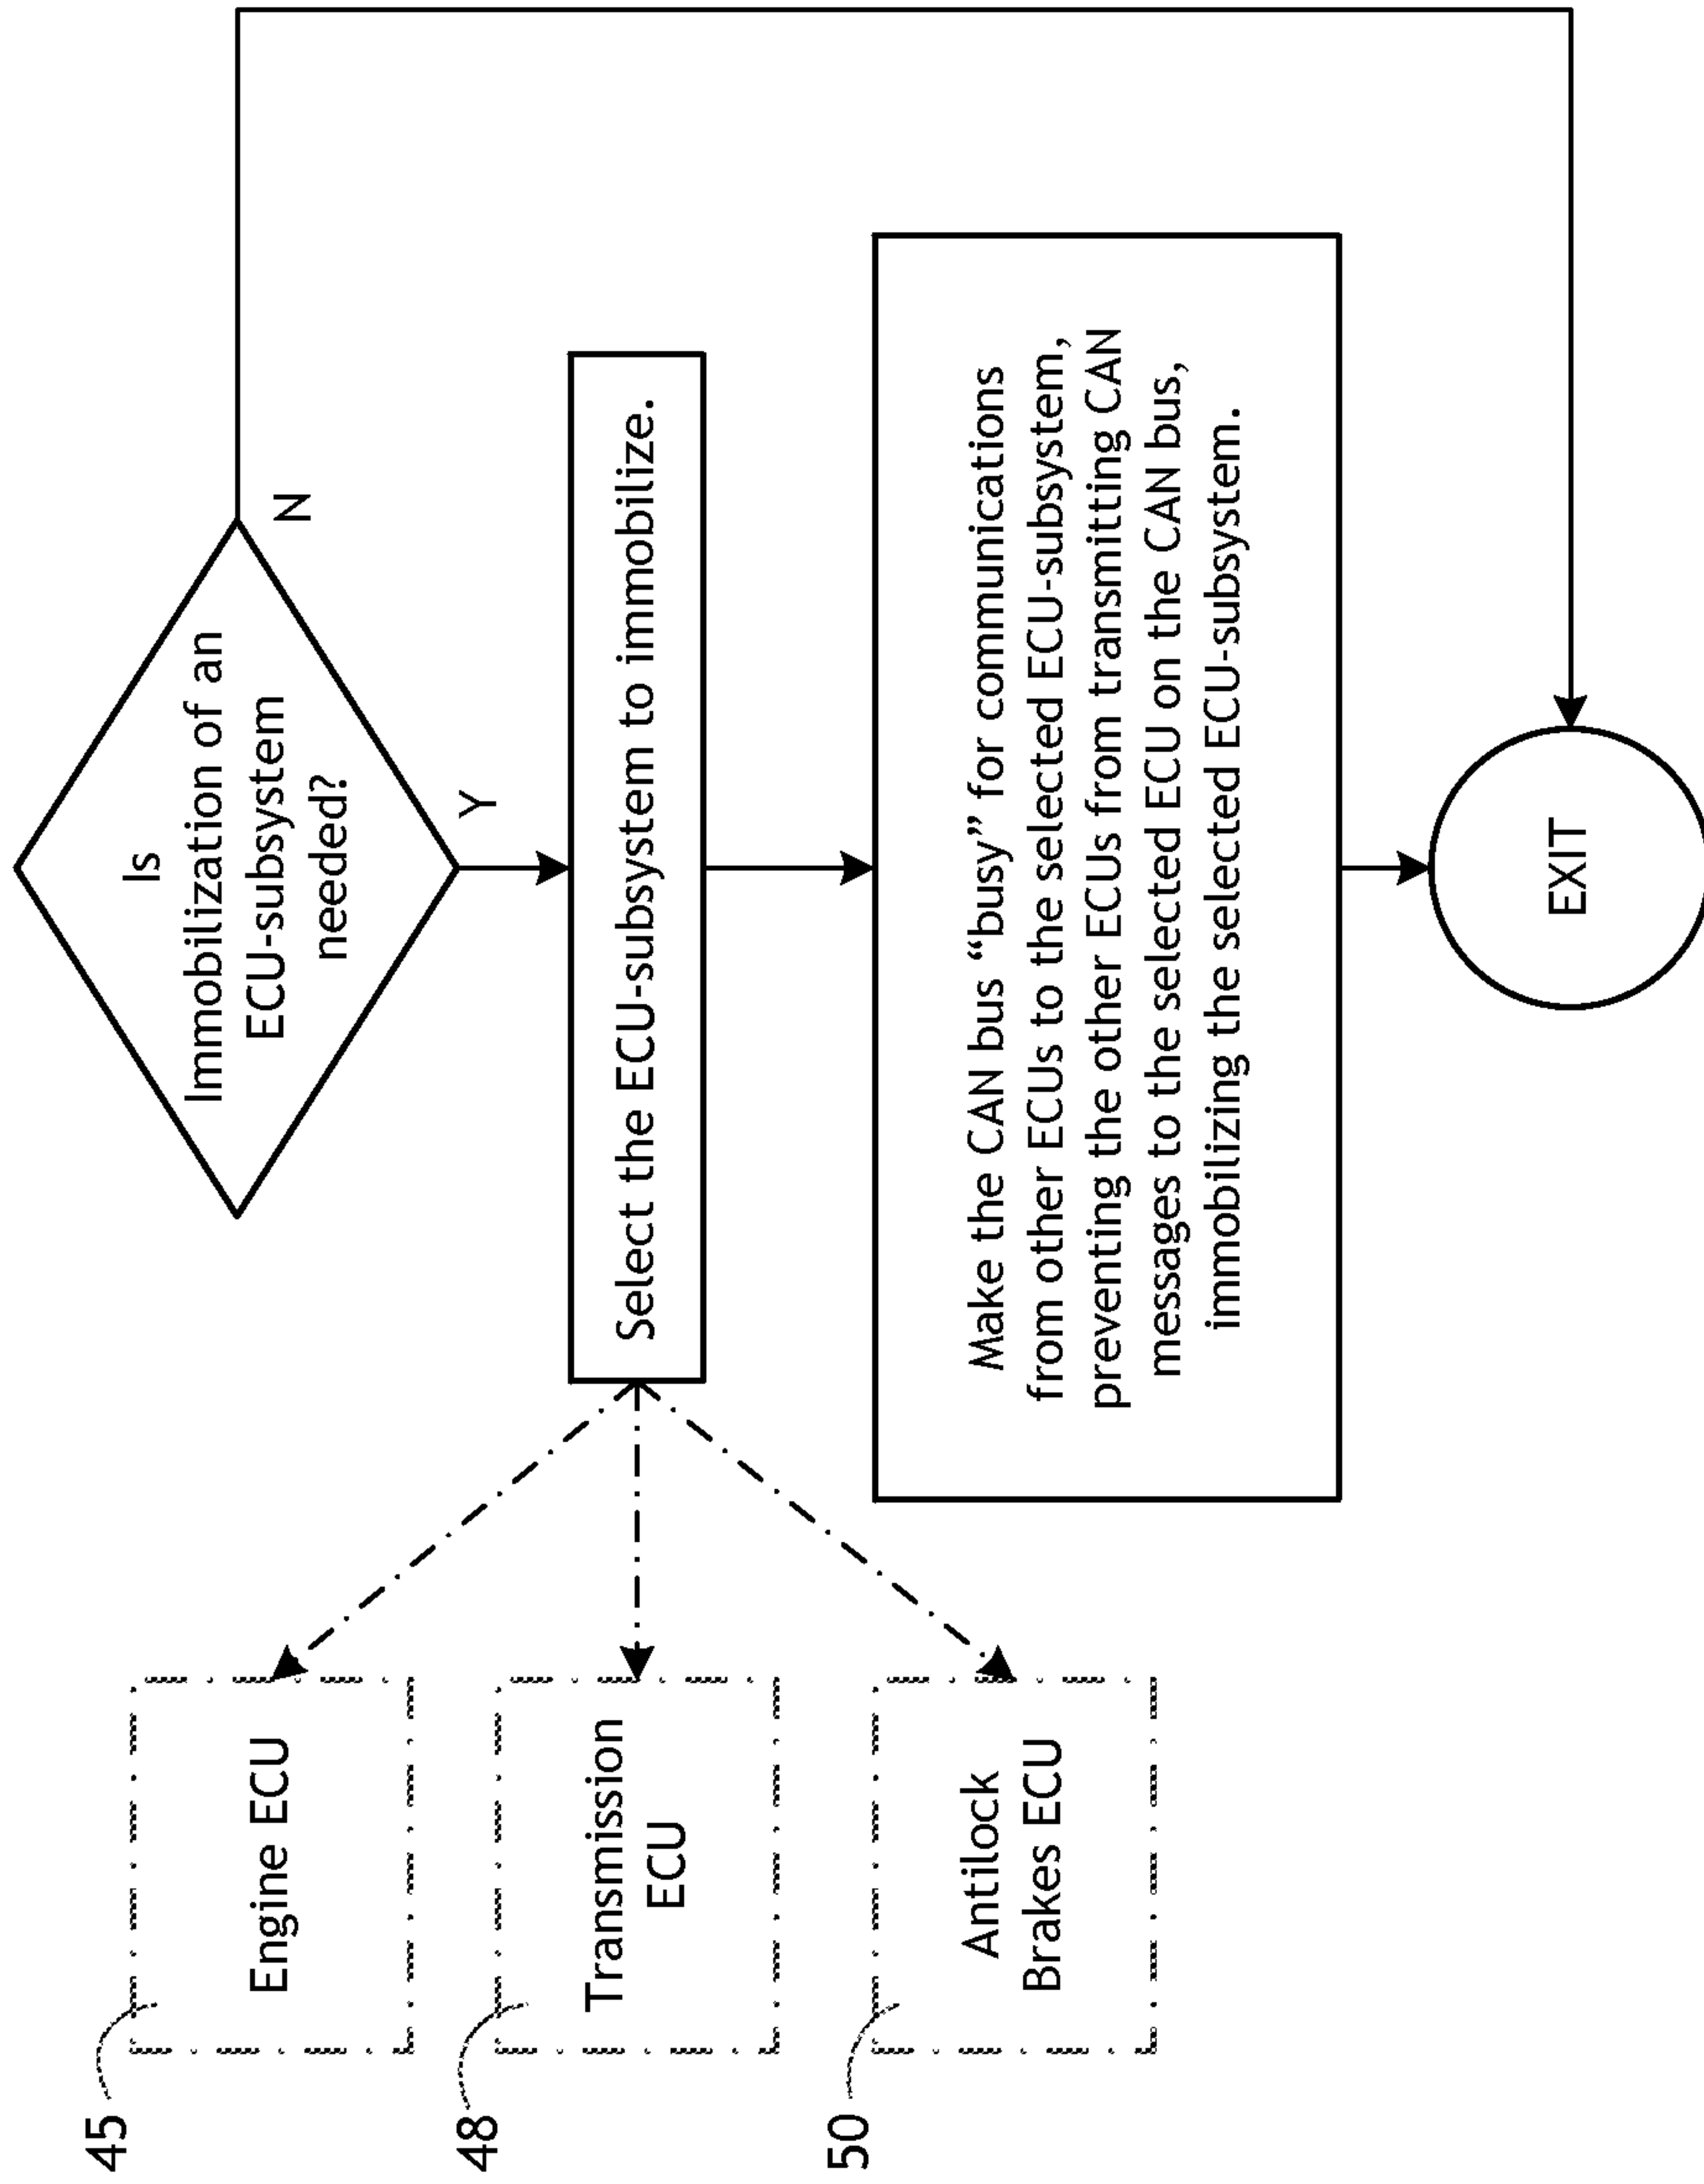 Is
Immobilization of an
ECU-subsystem
needed?
N
Y
45
Engine ECU
Select the ECU-subsystem to immobilize.
48
Transmission
ECU
50
Antilock
Brakes ECU
Make the CAN bus “busy” for communications
from other ECUs to the selected ECU-subsystem,
preventing the other ECUs from transmitting CAN
messages to the selected ECU on the CAN bus,
immobilizing the selected ECU-subsystem.
EXIT